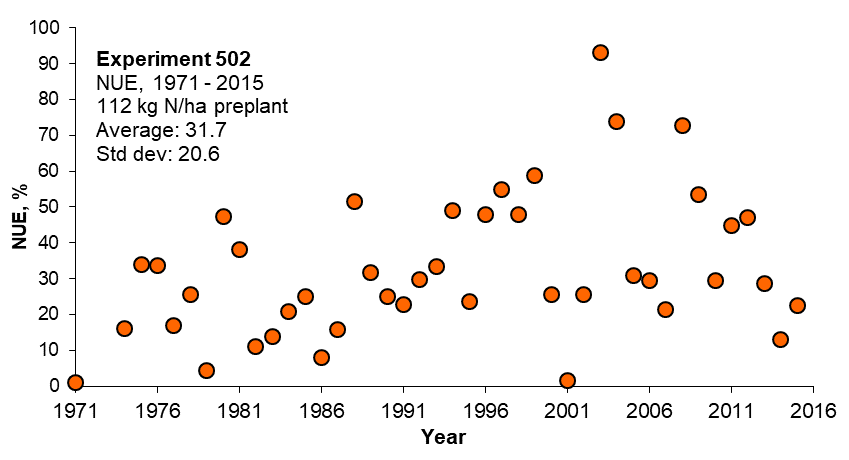 100
90
80
70
60
50
40
30
20
10
0
NUE, %
Experiment 502
NUE, 1971 - 2015
112 kg N/ha preplant
Average: 31.7
Std dev: 20.6
1971 1976 1981 1986 1991 1996 2001 2006 2011 2016
Year